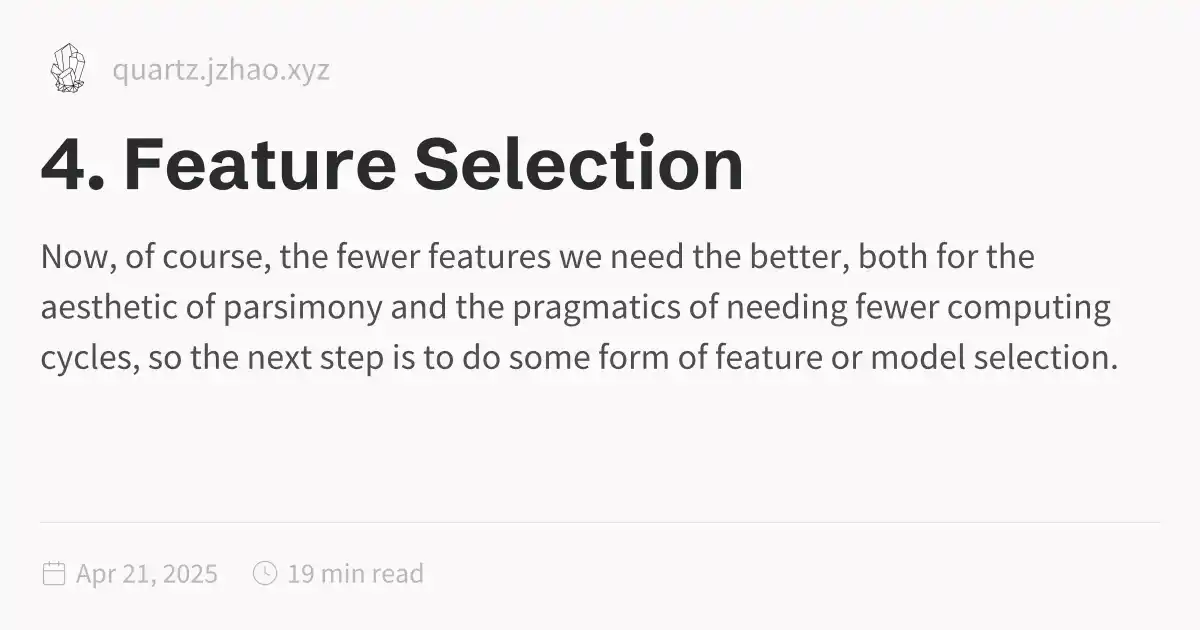 quartz.jzhao.xyz
4. Feature Selection
Now, of course, the fewer features we need the better, both for the
aesthetic of parsimony and the pragmatics of needing fewer computing
cycles, so the next step is to do some form of feature or model selection.
Apr 21, 2025 19 min read